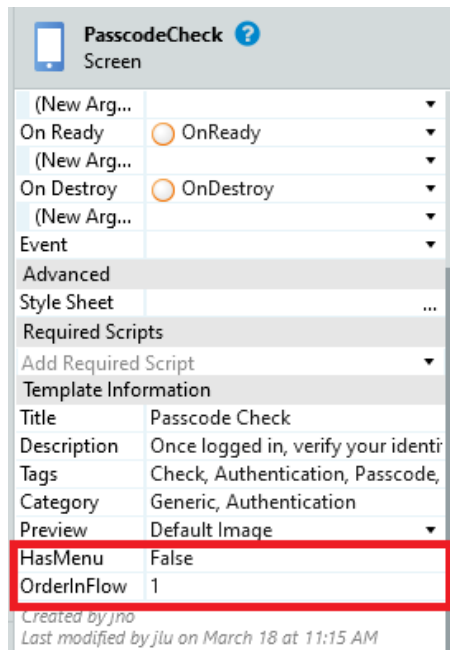 PasscodeCheck ?
Screen
(New Arg...
On Ready OnReady
(New Arg...
On Destroy OnDestroy
(New Arg...
Event
Advanced
Style Sheet ...
Required Scripts
Add Required Script
Template Information
Title Passcode Check
Description Once logged in, verify your identi
Tags Check, Authentication, Passcode,
Category Generic, Authentication
Preview Default Image
HasMenu False
OrderInFlow 1
Created by jno
Last modified by jlu on March 18 at 11:15 AM